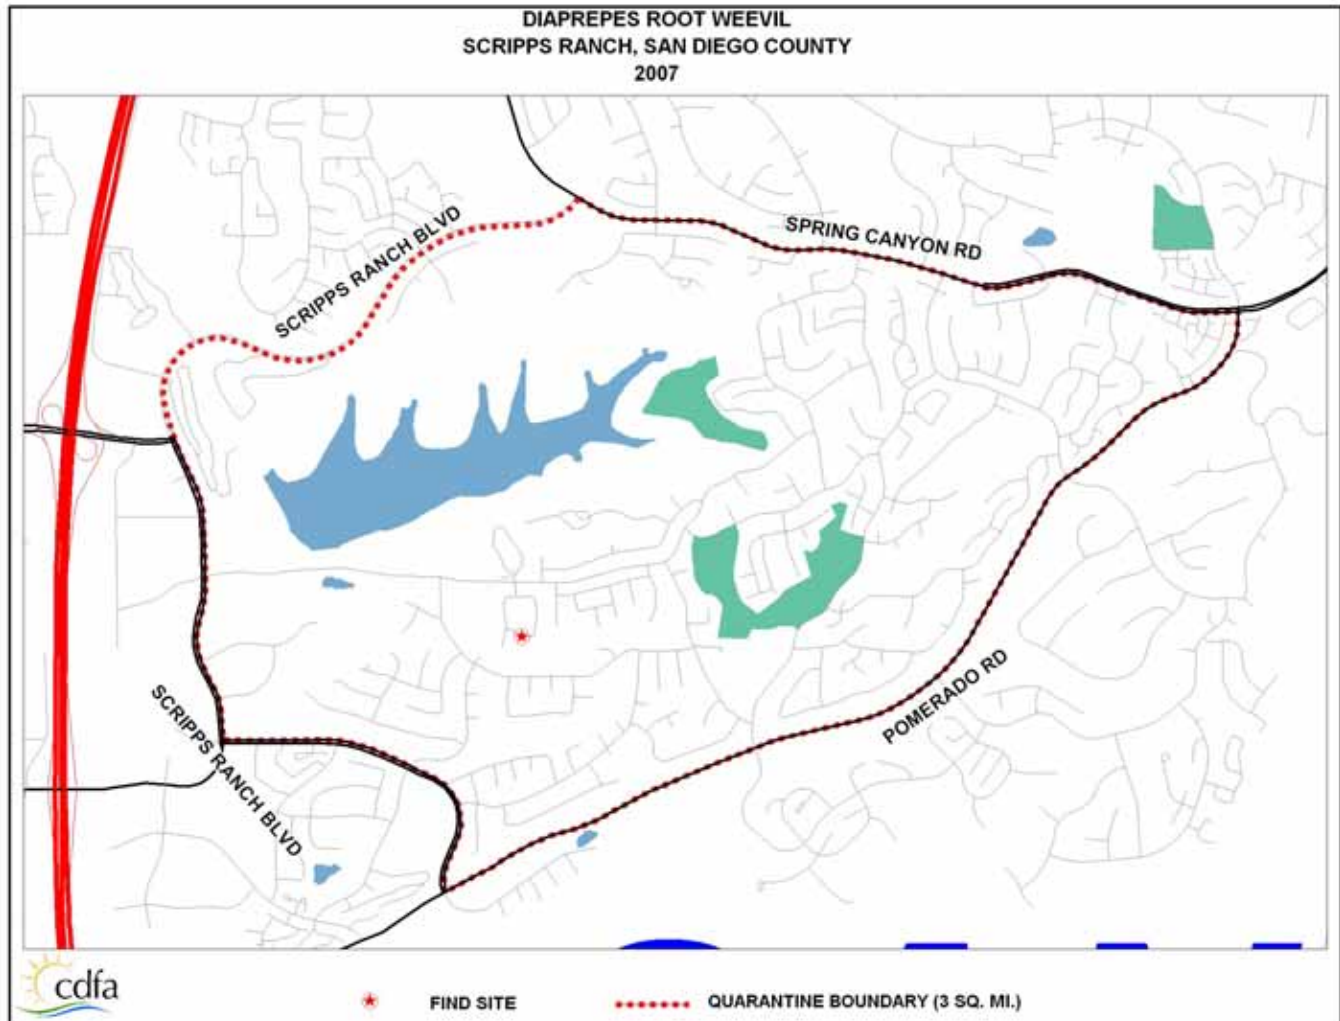 DIAPREPES ROOT WEEVIL
SCRIPPS RANCH, SAN DIEGO COUNTY
2007
SPRING CANYON RD
SCRIPPS RANCH BLVD
POMERADO RD
SCRIPPS RANCH BLVD
cdfa
FIND SITE
QUARANTINE BOUNDARY (3 SQ. MI.)